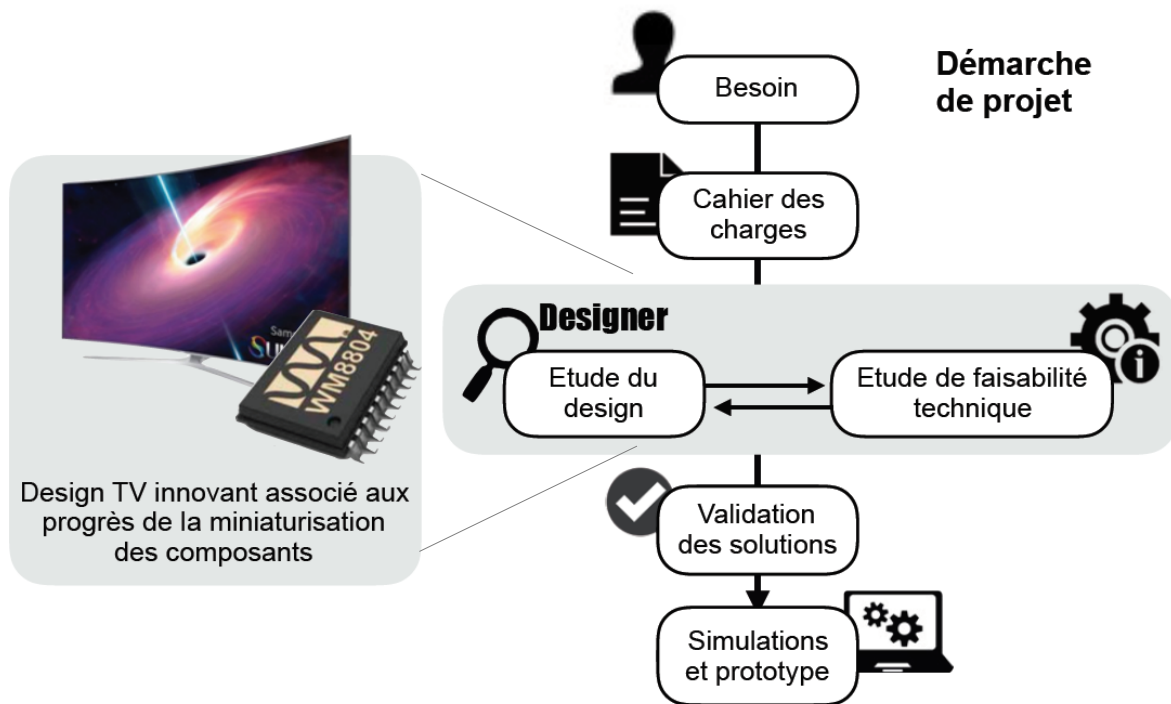 Démarche
de projet
Besoin
Cahier des
charges
Designer
Etude du
design
Etude de faisabilité
technique
i
Validation
des solutions
Simulations
et prototype
WM8804
Design TV innovant associé aux
progrès de la miniaturisation
des composants